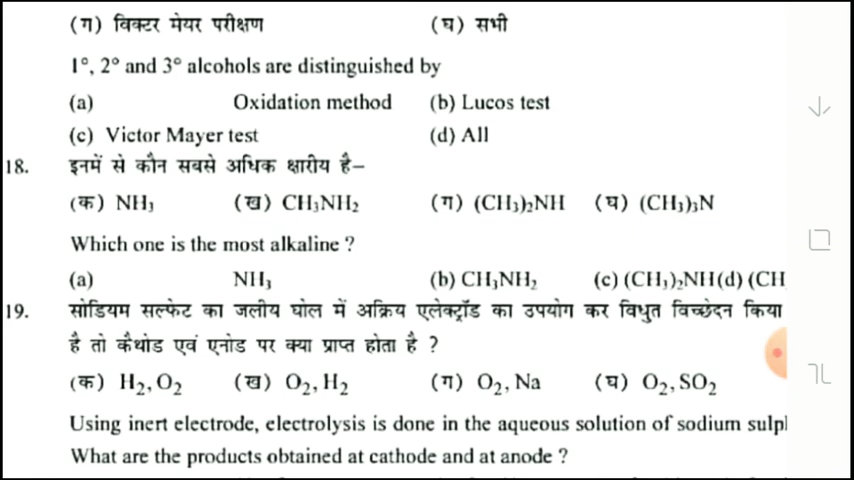 (ग) विक्टर मेयर परीक्षण (घ) सभी
1°, 2° and 3° alcohols are distinguished by
(a) Oxidation method (b) Lucos test
(c) Victor Mayer test (d) All
18. इनमें से कौन सबसे अधिक क्षारीय है–
(क) NH₃ (ख) CH₃NH₂ (ग) (CH₃)₂NH (घ) (CH₃)₃N
Which one is the most alkaline ?
(a) NH₃ (b) CH₃NH₂ (c) (CH₃)₂NH(d) (CH
19. सोडियम सल्फेट का जलीय घोल में अक्रिय एलेक्ट्रॉड का उपयोग कर विधुत विच्छेदन किया
है तो कैथोड एवं एनोड पर क्या प्राप्त होता है ?
(क) H₂, O₂ (ख) O₂, H₂ (ग) O₂, Na (घ) O₂, SO₂
Using inert electrode, electrolysis is done in the aqueous solution of sodium sulpl
What are the products obtained at cathode and at anode ?